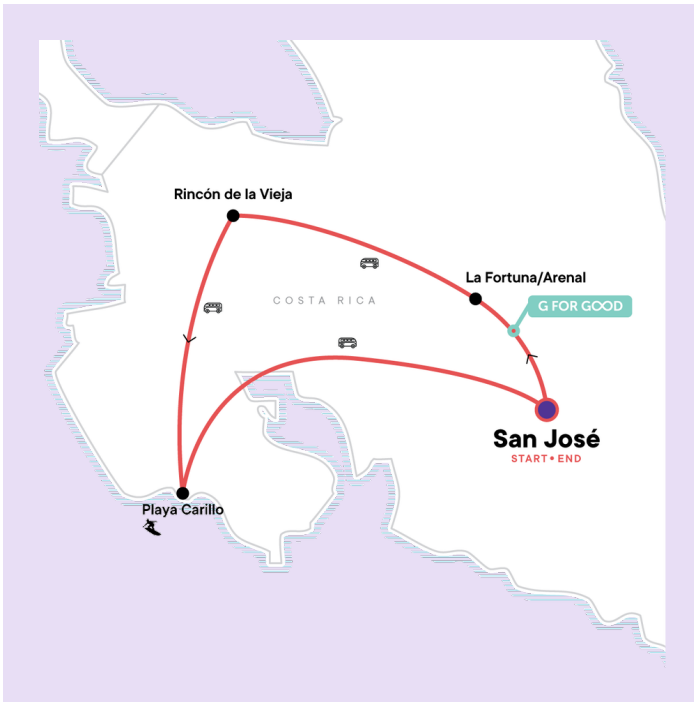 Rincón de la Vieja
La Fortuna/Arenal
G FOR GOOD
COSTA RICA
San José
START • END
Playa Carillo